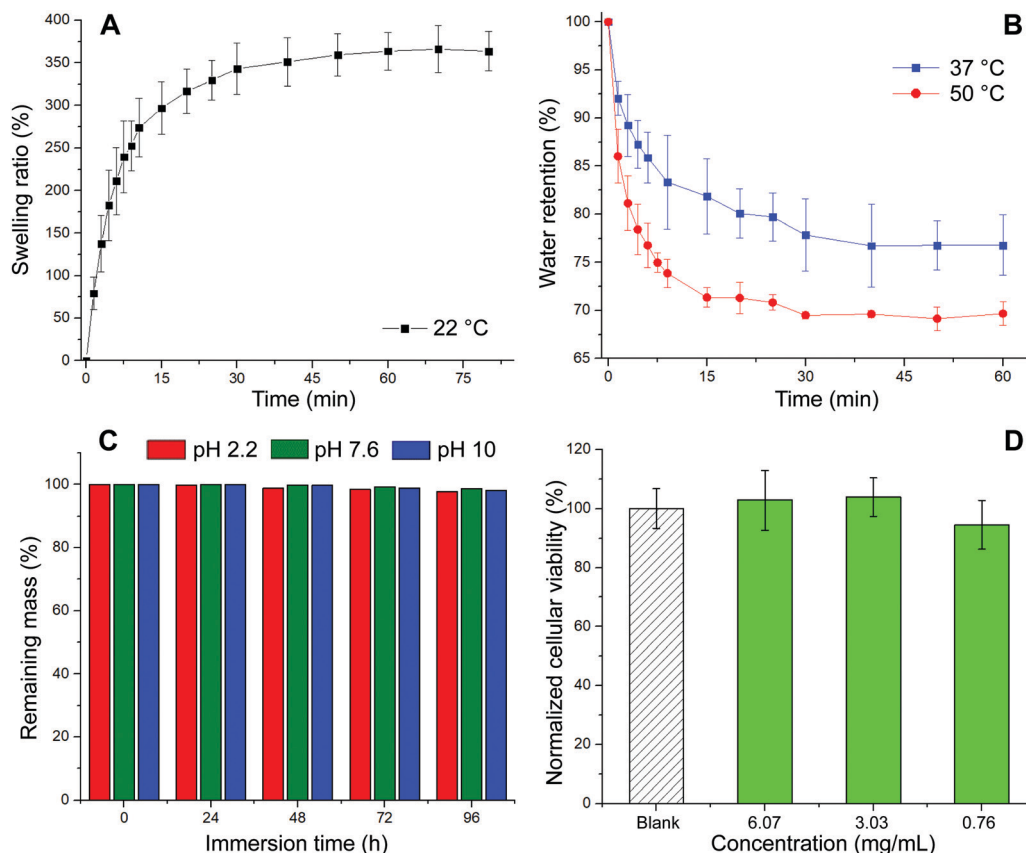 A
Swelling ratio (%)
400
350
300
250
200
150
100
50
0
22 °C
0 15 30 45 60 75
Time (min)
B
Water retention (%)
100
95
90
85
80
75
70
65
37 °C
50 °C
0 15 30 45 60
Time (min)
C
pH 2.2 pH 7.6 pH 10
Remaining mass (%)
100
80
60
40
20
0
0 24 48 72 96
Immersion time (h)
D
Normalized cellular viability (%)
120
100
80
60
40
20
0
Blank 6.07 3.03 0.76
Concentration (mg/mL)